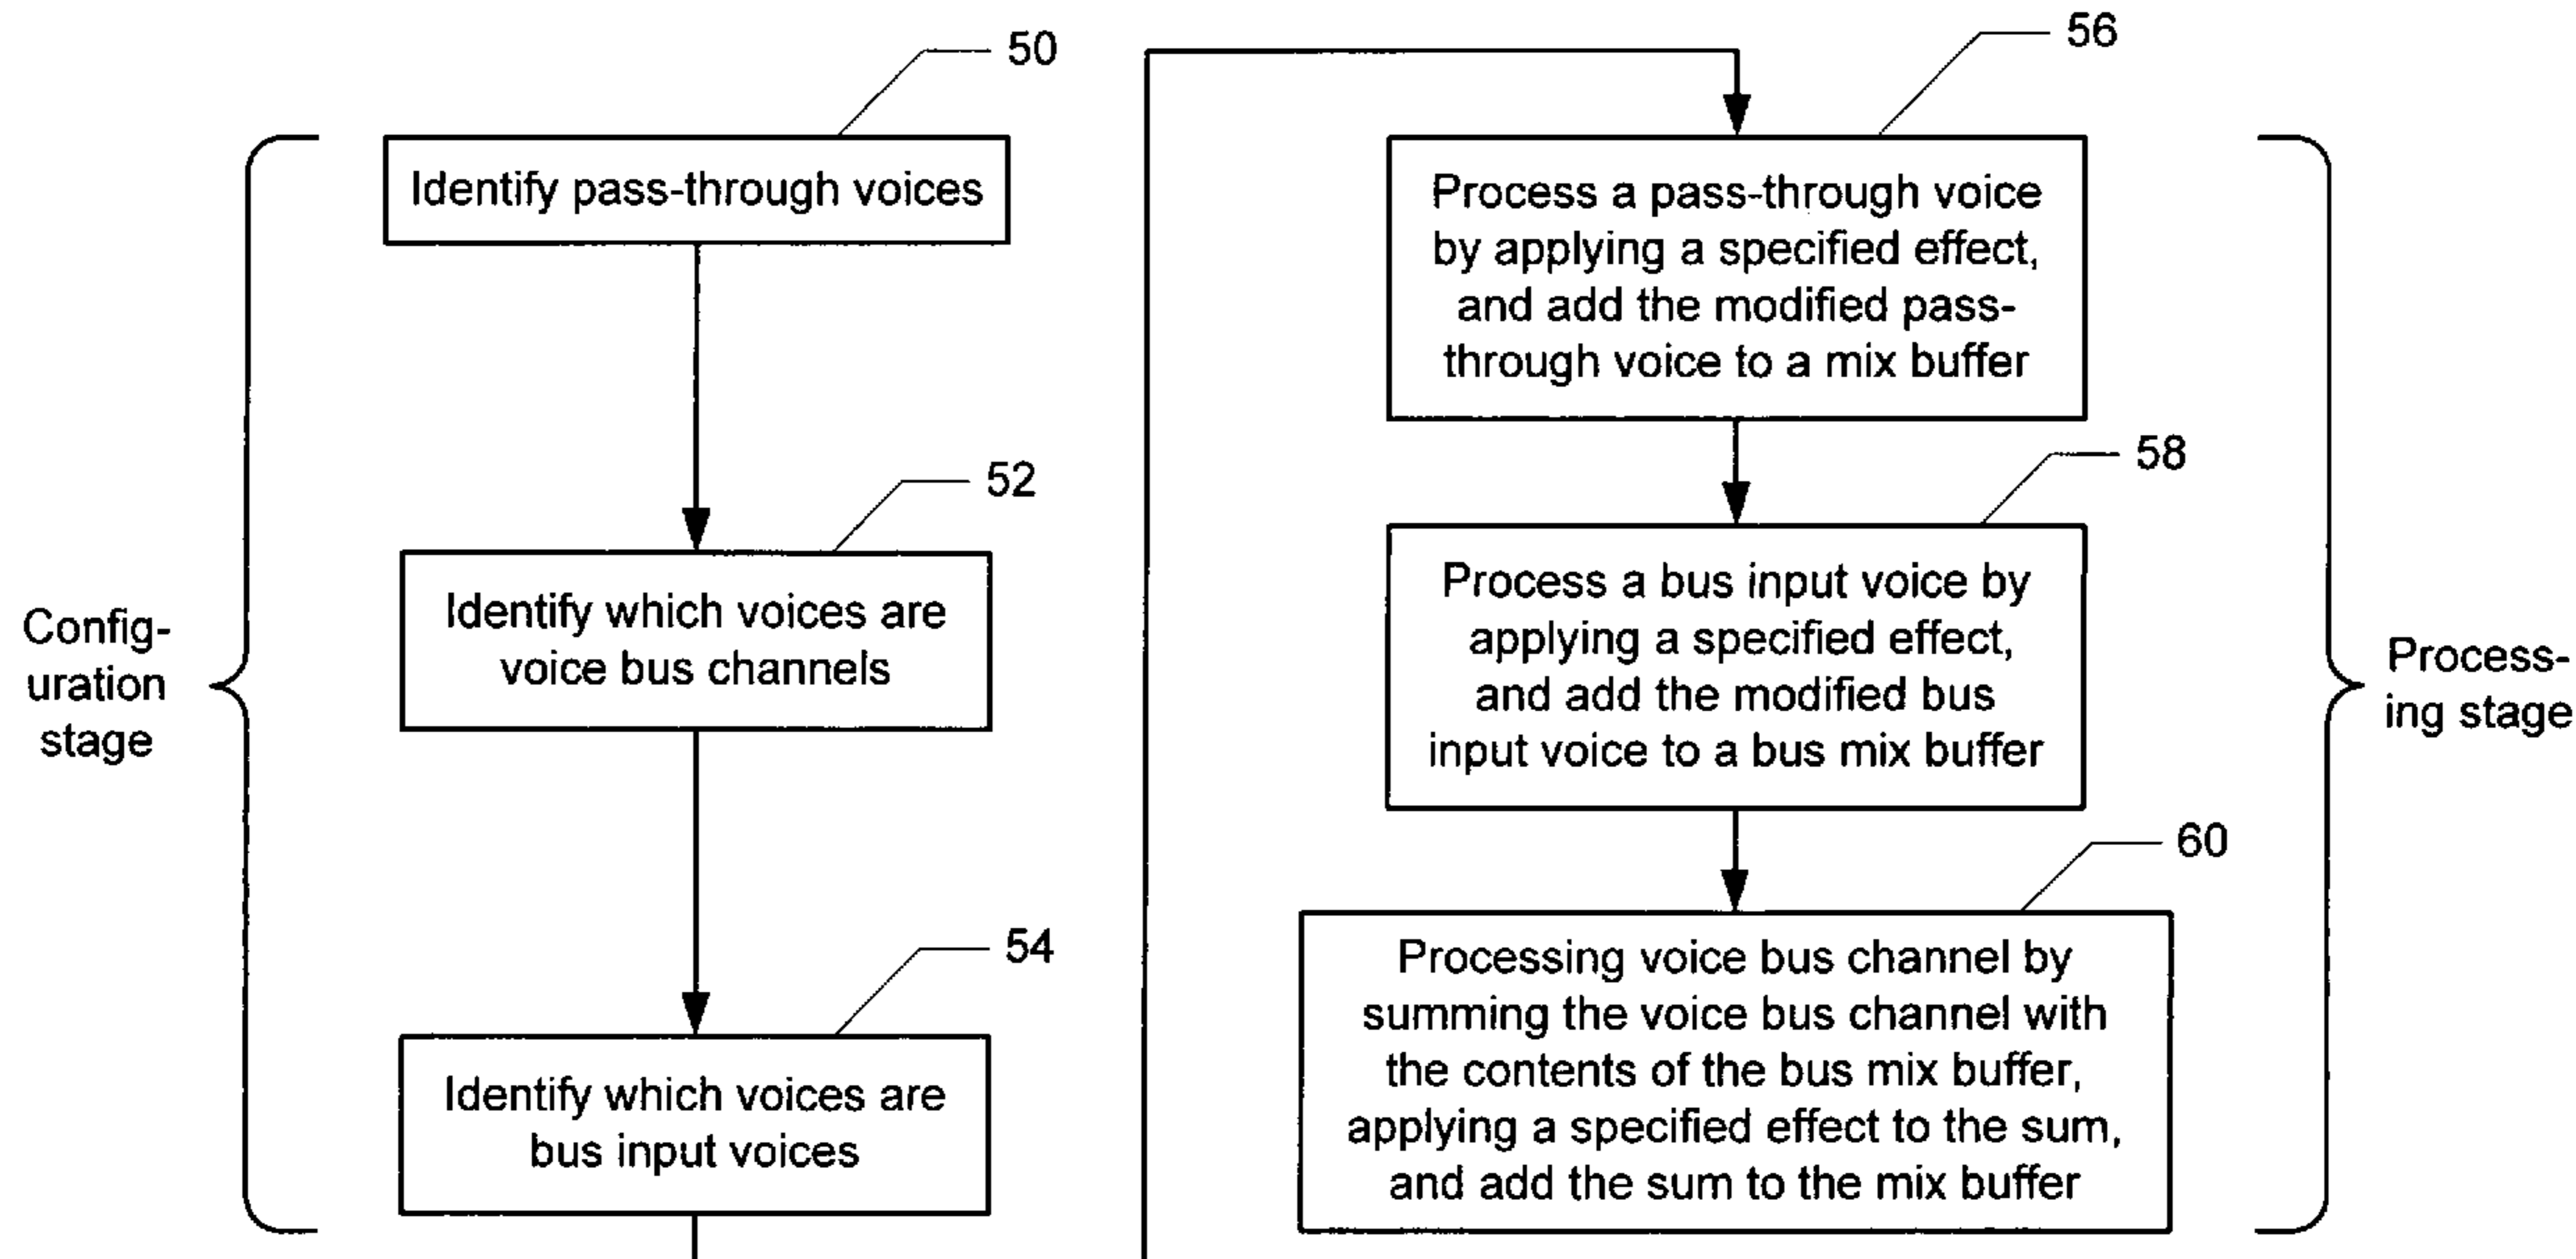 50
Identify pass-through voices
52
Identify which voices are
voice bus channels
54
Identify which voices are
bus input voices
Config-
uration
stage
56
Process a pass-through voice
by applying a specified effect,
and add the modified pass-
through voice to a mix buffer
58
Process a bus input voice by
applying a specified effect,
and add the modified bus
input voice to a bus mix buffer
60
Processing voice bus channel by
summing the voice bus channel with
the contents of the bus mix buffer,
applying a specified effect to the sum,
and add the sum to the mix buffer
Process-
ing stage